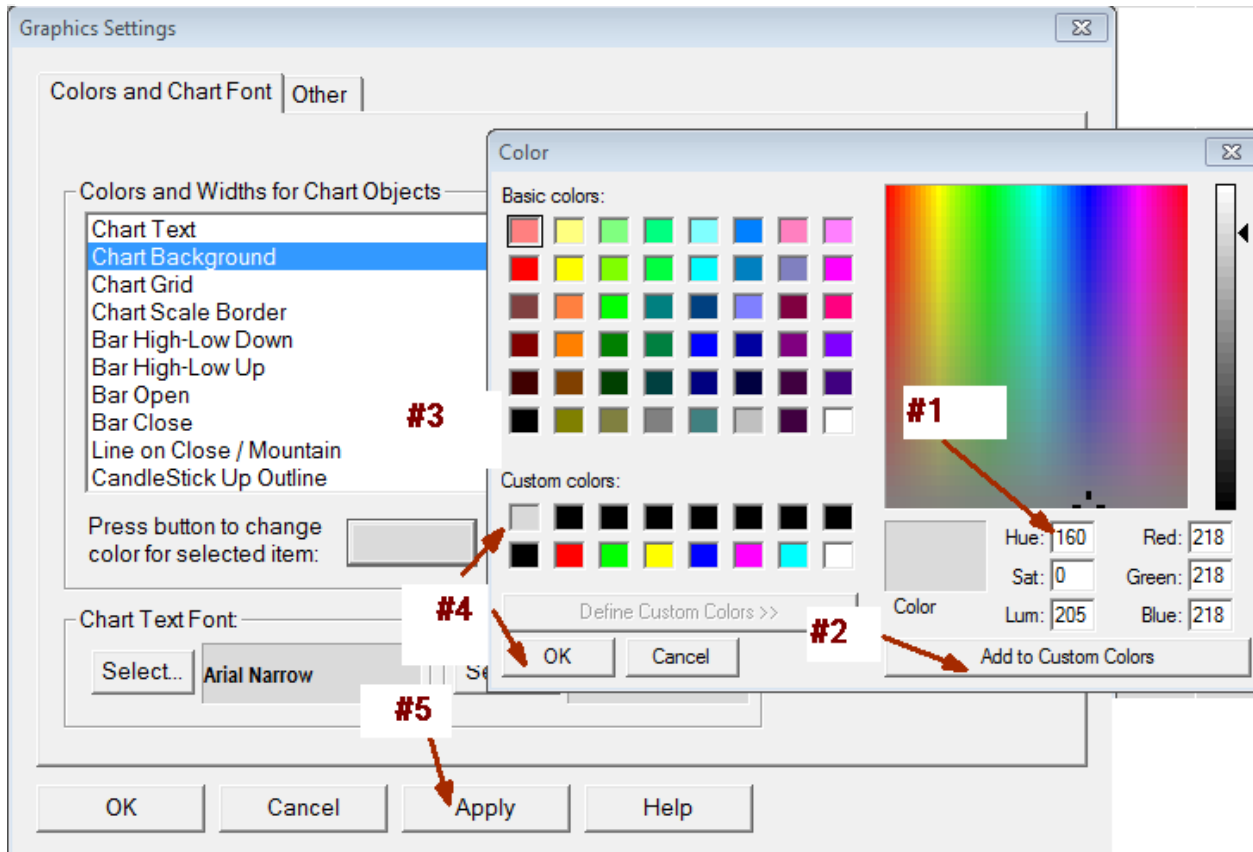 Graphics Settings
Colors and Chart Font
Other
Colors and Widths for Chart Objects
Chart Text
Chart Background
Chart Grid
Chart Scale Border
Bar High-Low Down
Bar High-Low Up
Bar Open
Bar Close
Line on Close / Mountain
CandleStick Up Outline
#3
Press button to change
color for selected item:
#4
Chart Text Font:
Select...
Arial Narrow
#5
OK
Cancel
Apply
Help
Color
Basic colors:
Custom colors:
Define Custom Colors >>
OK
Cancel
#1
Hue: 160
Red: 218
Sat: 0
Green: 218
Color
Lum: 205
Blue: 218
#2
Add to Custom Colors